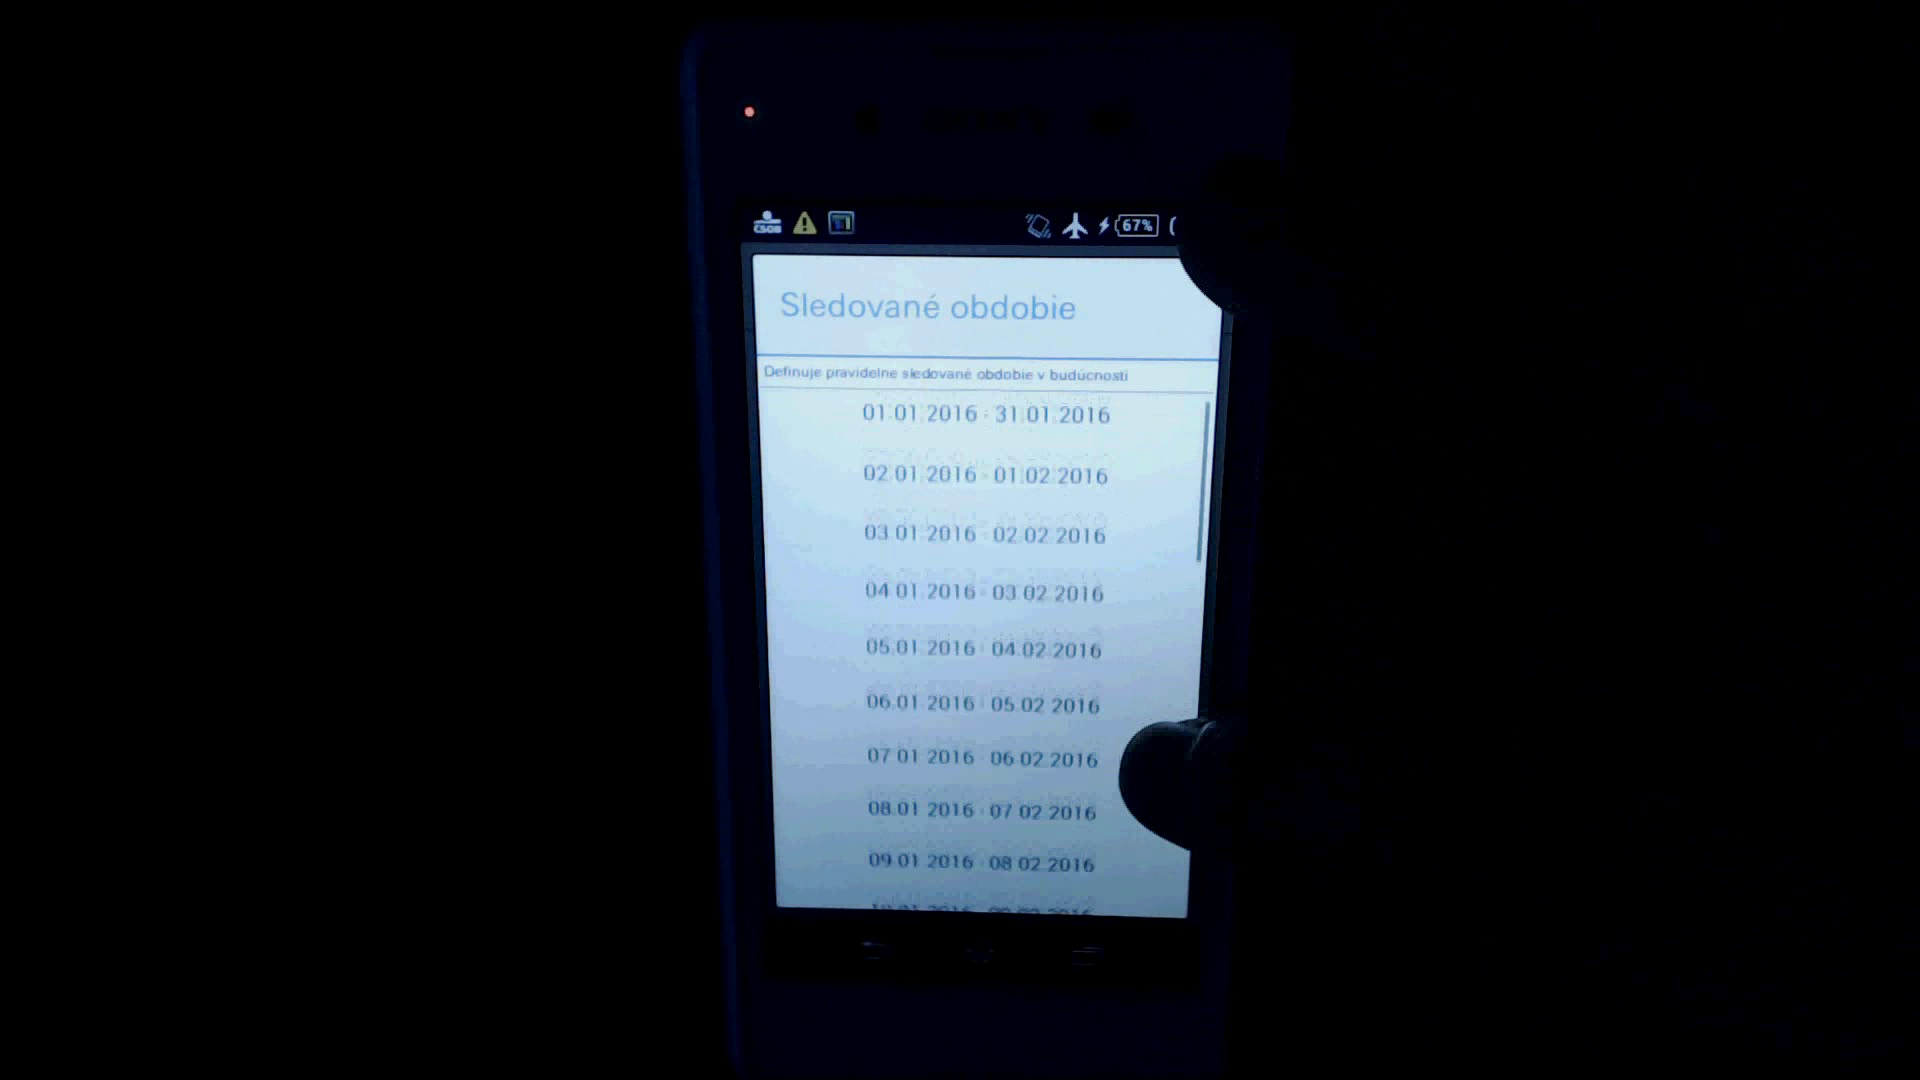 ČSOB
67%
Sledované obdobie
Definuje pravidelne sledované obdobie v budúcnosti
01.01.2016 - 31.01.2016
02.01.2016 - 01.02.2016
03.01.2016 - 02.02.2016
04.01.2016 - 03.02.2016
05.01.2016 - 04.02.2016
06.01.2016 - 05.02.2016
07.01.2016 - 06.02.2016
08.01.2016 - 07.02.2016
09.01.2016 - 08.02.2016